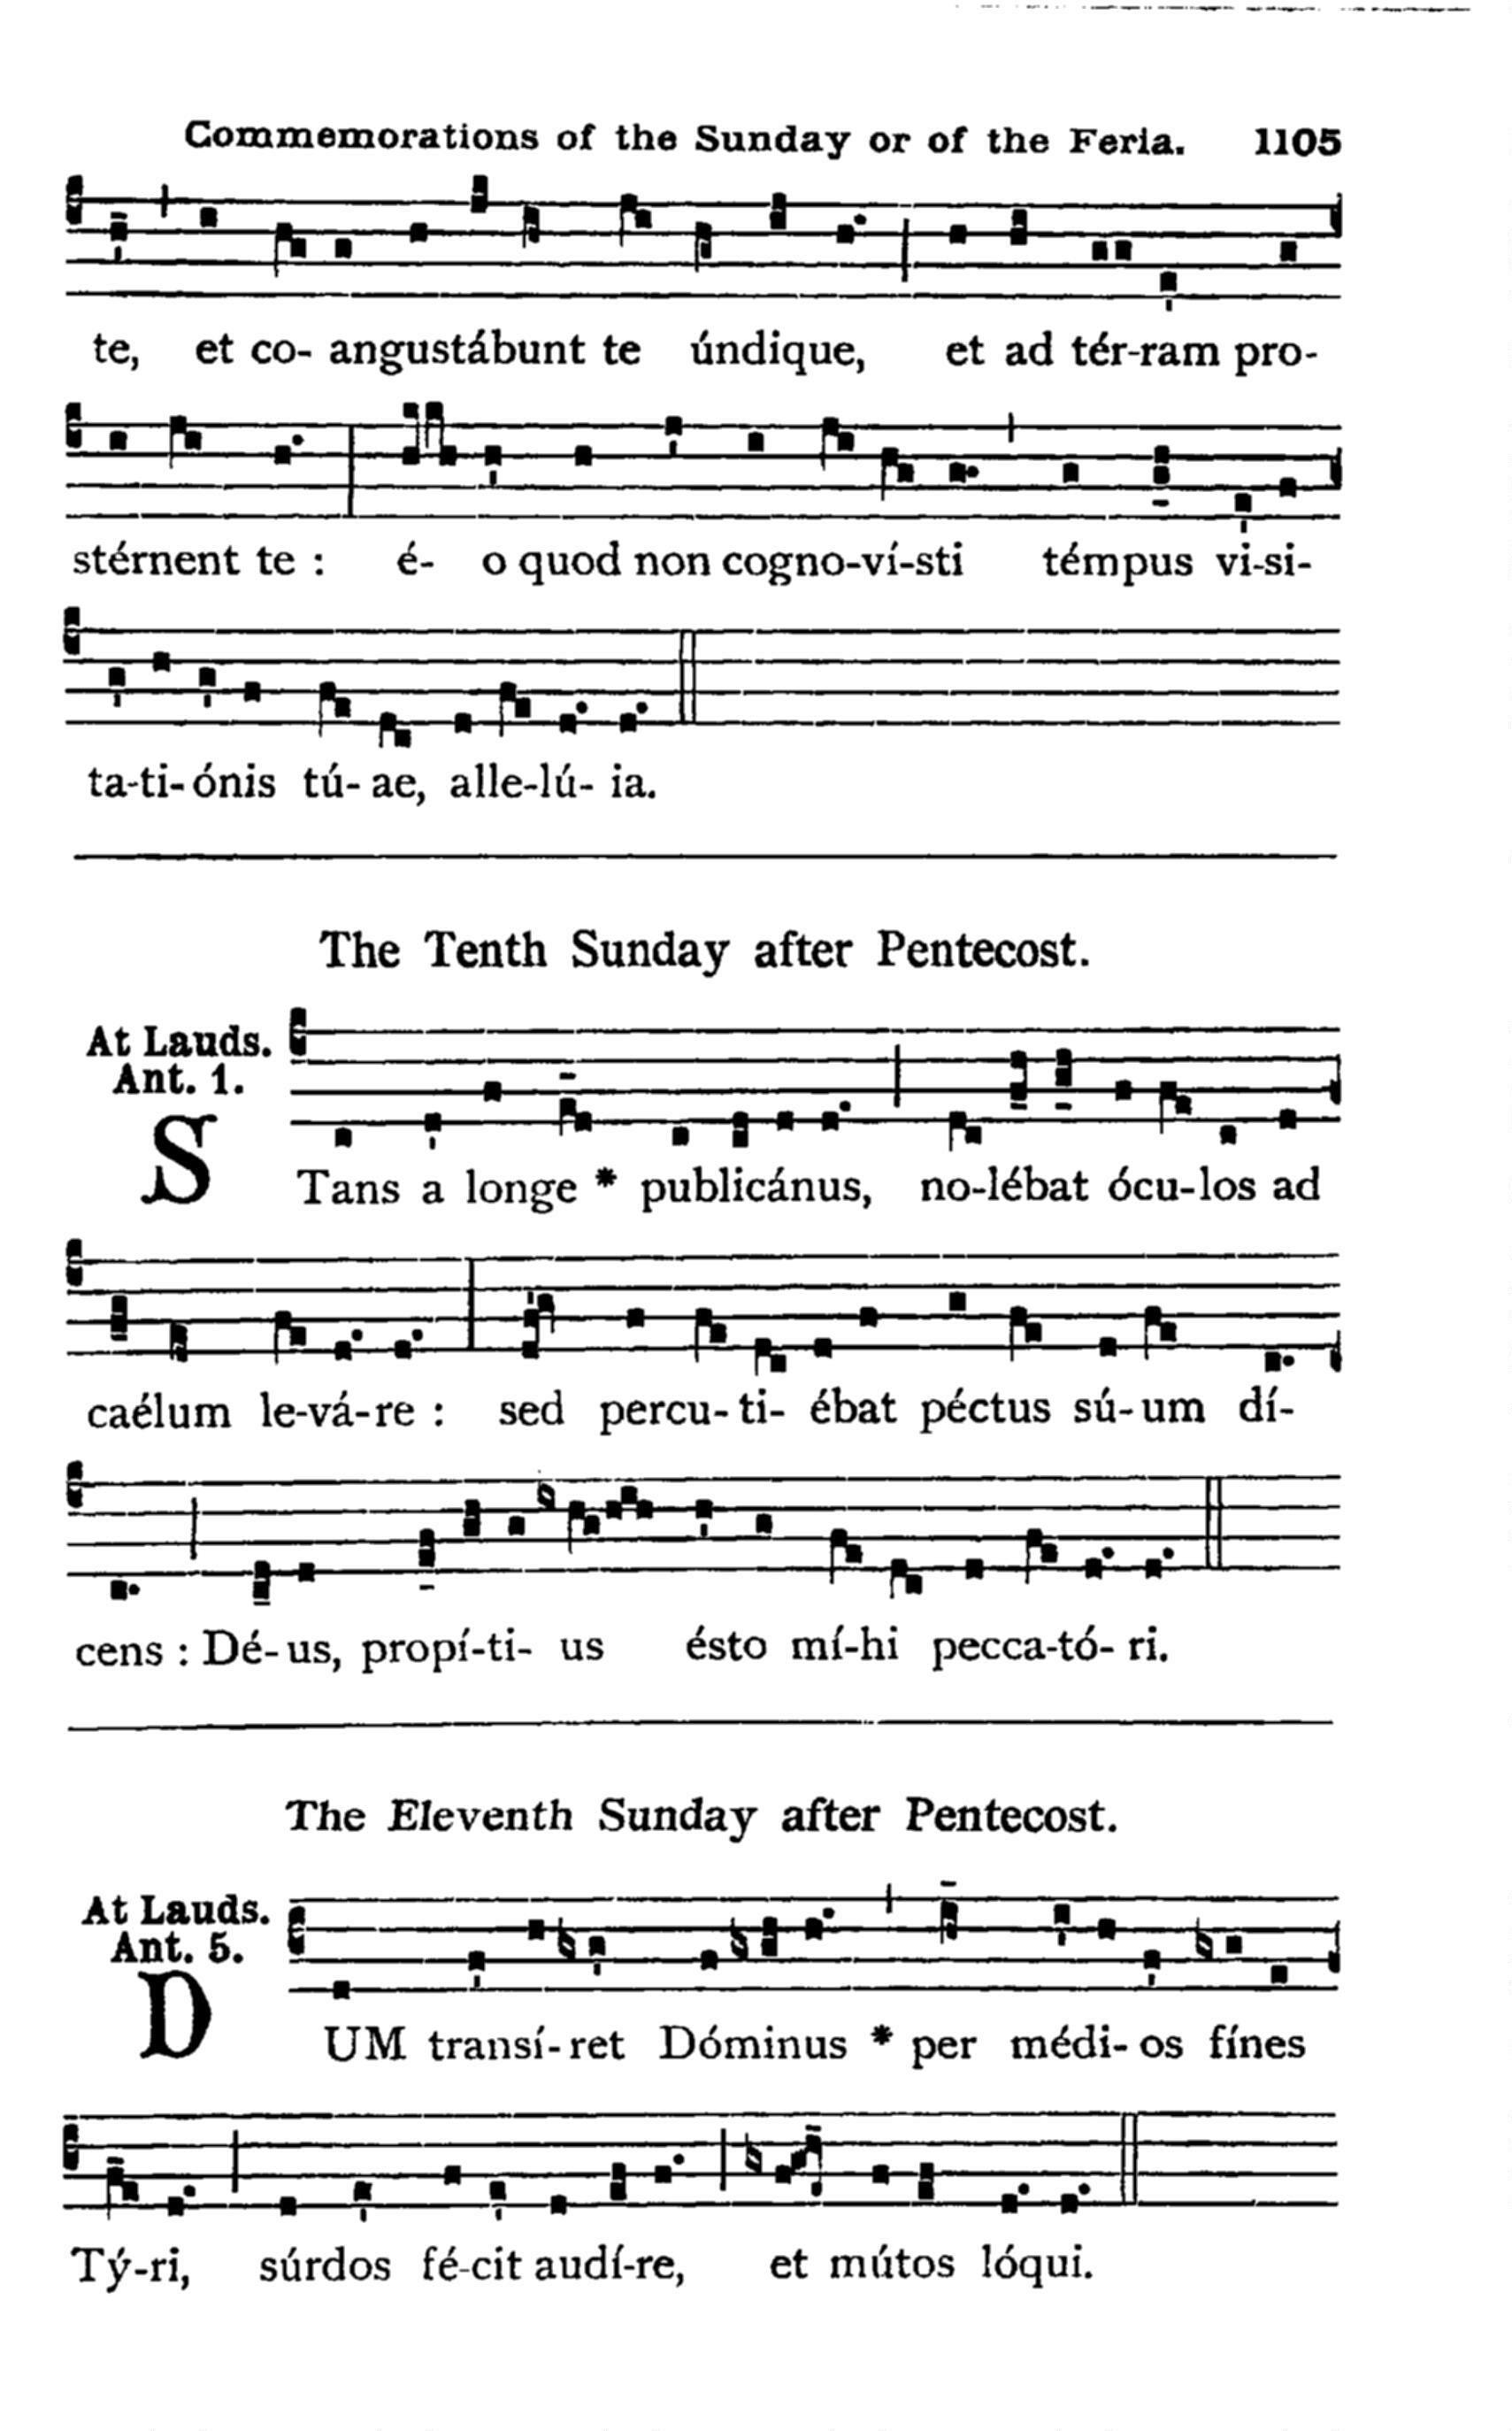 Commemorations of the Sunday or of the Feria. 1105
te, et co- angustábunt te úndique, et ad tér-ram pro-
stérnent te : é- o quod non cogno-ví-sti témpus vi-si-
ta-ti-ónis tú- ae, alle-lú- ia.
The Tenth Sunday after Pentecost.
At Lauds.
Ant. 1.
STans a longe * publicánus, no-lébat ócu-los ad
caélum le-vá-re : sed percu-ti- ébat péctus sú-um dí-
cens : Dé-us, propí-ti- us ésto mí-hi pecca-tó- ri.
The Eleventh Sunday after Pentecost.
At Lauds.
Ant. 5.
DUM transí-ret Dóminus * per médi- os fínes
Tý-ri, súrdos fé-cit audí-re, et mútos lóqui.